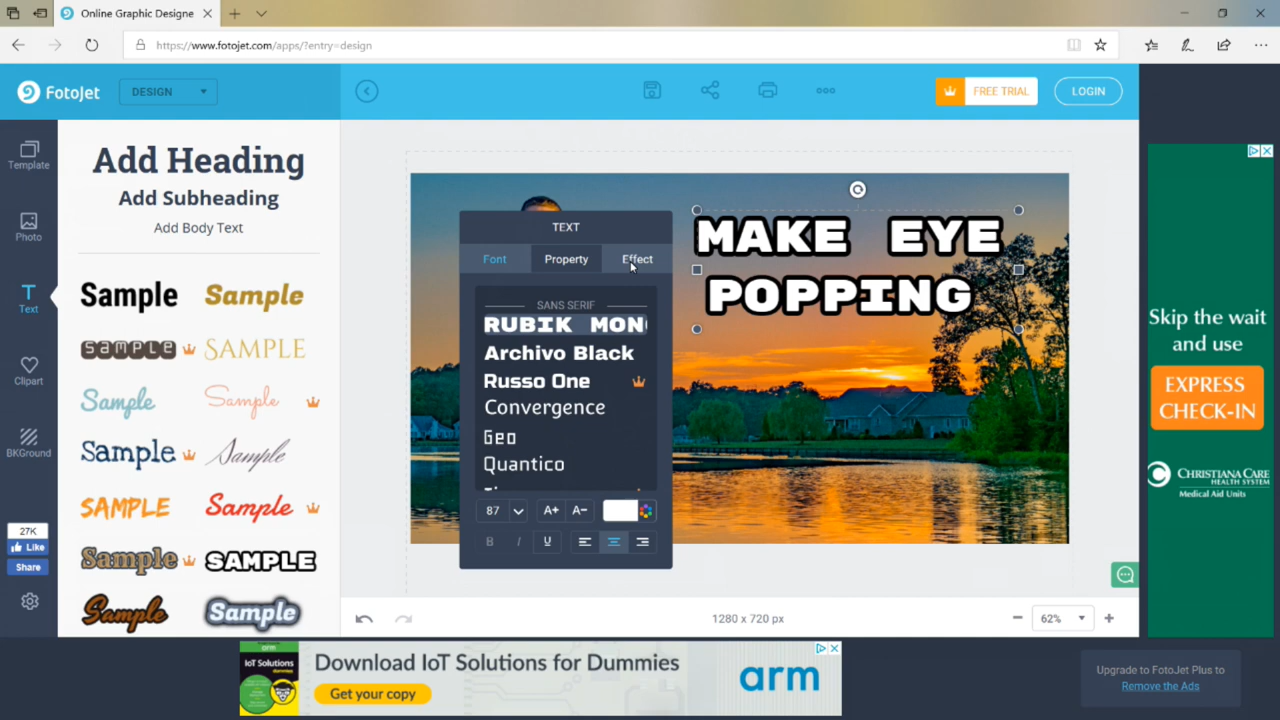 Online Graphic Designe
https://www.fotojet.com/apps/?entry=design
FotoJet
DESIGN
FREE TRIAL
LOGIN
Template
Photo
Text
Clipart
BKGround
27K
Like
Share
Add Heading
Add Subheading
Add Body Text
Sample
Sample
SAMPLE
SAMPLE
Sample
Sample
Sample
Sample
SAMPLE
Sample
Sample
SAMPLE
Sample
Sample
TEXT
Font Property Effect
SANS SERIF
RUBIK MON
Archivo Black
Russo One
Convergence
Geo
Quantico
87
A+ A-
B I U
MAKE EYE
POPPING
1280 x 720 px
62%
Skip the wait
and use
EXPRESS
CHECK-IN
CHRISTIANA CARE
HEALTH SYSTEM
Medical Aid Units
arm
IoT Solutions
dummies
Download IoT Solutions for Dummies
Get your copy
arm
Upgrade to FotoJet Plus to
Remove the Ads